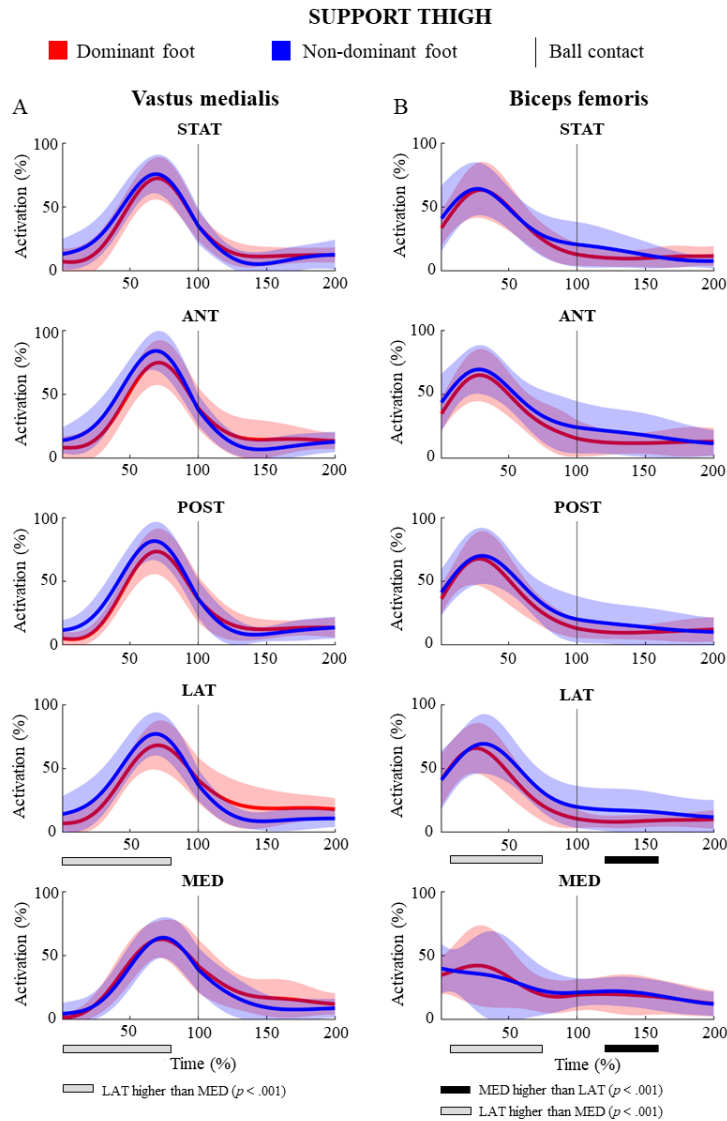 SUPPORT THIGH
Dominant foot Non-dominant foot Ball contact
A Vastus medialis
STAT
Activation (%)
100
50
0
50 100 150 200
ANT
Activation (%)
100
50
0
50 100 150 200
POST
Activation (%)
100
50
0
50 100 150 200
LAT
Activation (%)
100
50
0
50 100 150 200
MED
Activation (%)
100
50
0
50 100 150 200
Time (%)
LAT higher than MED (p < .001)
B Biceps femoris
STAT
Activation (%)
100
50
0
50 100 150 200
ANT
Activation (%)
100
50
0
50 100 150 200
POST
Activation (%)
100
50
0
50 100 150 200
LAT
Activation (%)
100
50
0
50 100 150 200
MED
Activation (%)
100
50
0
50 100 150 200
Time (%)
MED higher than LAT (p < .001)
LAT higher than MED (p < .001)